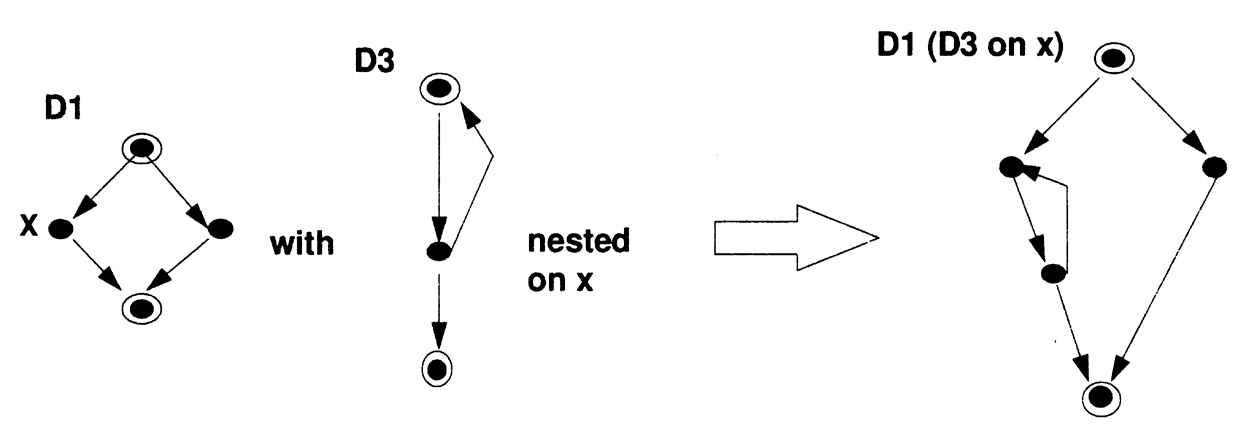 D1
X
with
D3
nested
on x
D1 (D3 on x)